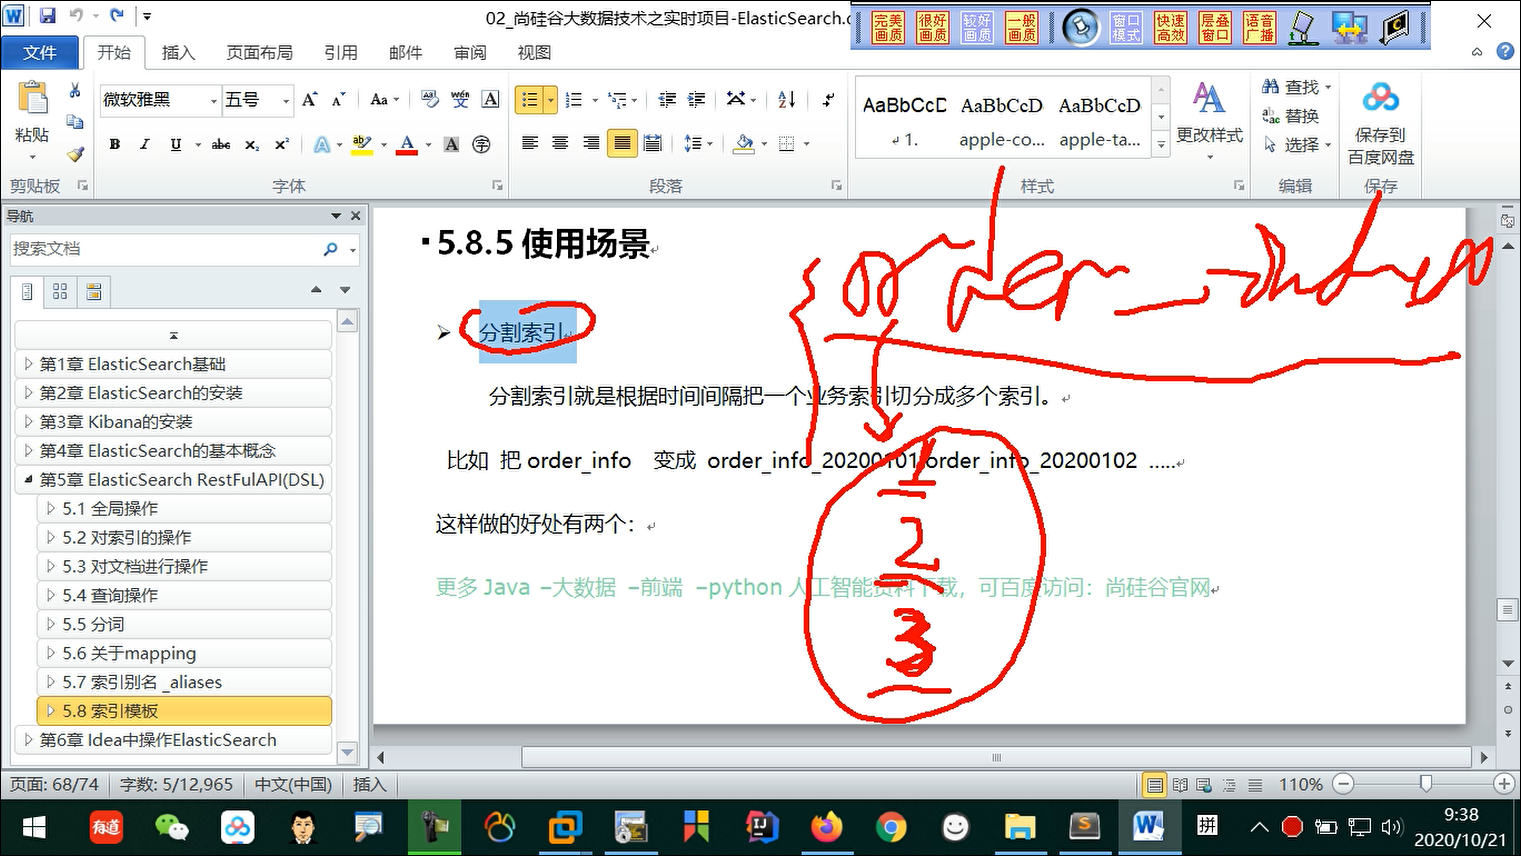 02_尚硅谷大数据技术之实时项目-ElasticSearch.
完美画质 很好画质 较好画质 一般画质 窗口模式 快速高效 层叠窗口 语音广播
文件 开始 插入 页面布局 引用 邮件 审阅 视图
微软雅黑 五号
AaBbCcD AaBbCcD AaBbCcD
1. apple-co... apple-ta...
粘贴
更改样式
查找
替换
选择
保存到
百度网盘
剪贴板 字体 段落 样式 编辑 保存
导航
搜索文档
第1章 ElasticSearch基础
第2章 ElasticSearch的安装
第3章 Kibana的安装
第4章 ElasticSearch的基本概念
第5章 ElasticSearch RestFulAPI(DSL)
5.1 全局操作
5.2 对索引的操作
5.3 对文档进行操作
5.4 查询操作
5.5 分词
5.6 关于mapping
5.7 索引别名 _aliases
5.8 索引模板
第6章 Idea中操作ElasticSearch
5.8.5 使用场景
分割索引
分割索引就是根据时间间隔把一个业务索引切分成多个索引。
比如 把 order_info 变成 order_info_20200101,order_info_20200102 .....
这样做的好处有两个：
更多 Java –大数据 –前端 –python 人工智能资料下载，可百度访问：尚硅谷官网
1
2
3
页面: 68/74 字数: 5/12,965 中文(中国) 插入 110%
有道
拼
9:38
2020/10/21